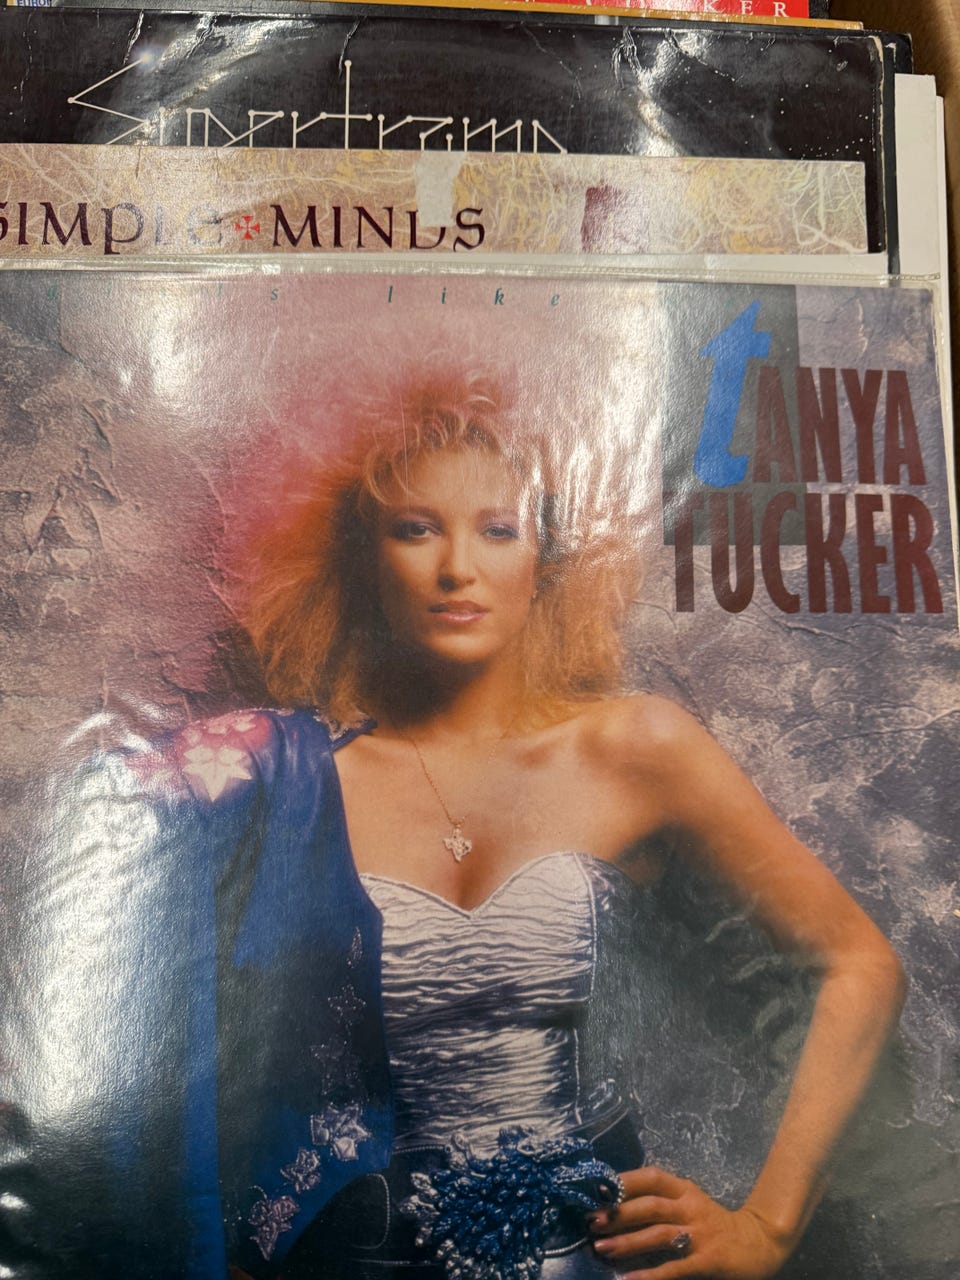 KER
Supertramp
SIMPLE MINDS
like
tANYA
TUCKER